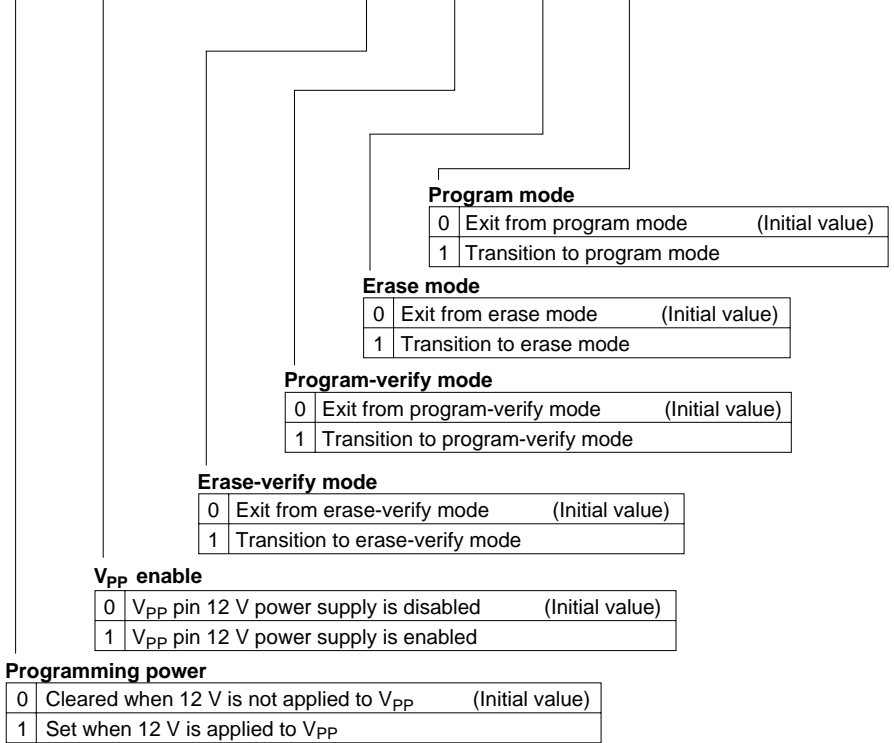 Program mode
0 Exit from program mode (Initial value)
1 Transition to program mode
Erase mode
0 Exit from erase mode (Initial value)
1 Transition to erase mode
Program-verify mode
0 Exit from program-verify mode (Initial value)
1 Transition to program-verify mode
Erase-verify mode
0 Exit from erase-verify mode (Initial value)
1 Transition to erase-verify mode
VPP enable
0 VPP pin 12 V power supply is disabled (Initial value)
1 VPP pin 12 V power supply is enabled
Programming power
0 Cleared when 12 V is not applied to VPP (Initial value)
1 Set when 12 V is applied to VPP